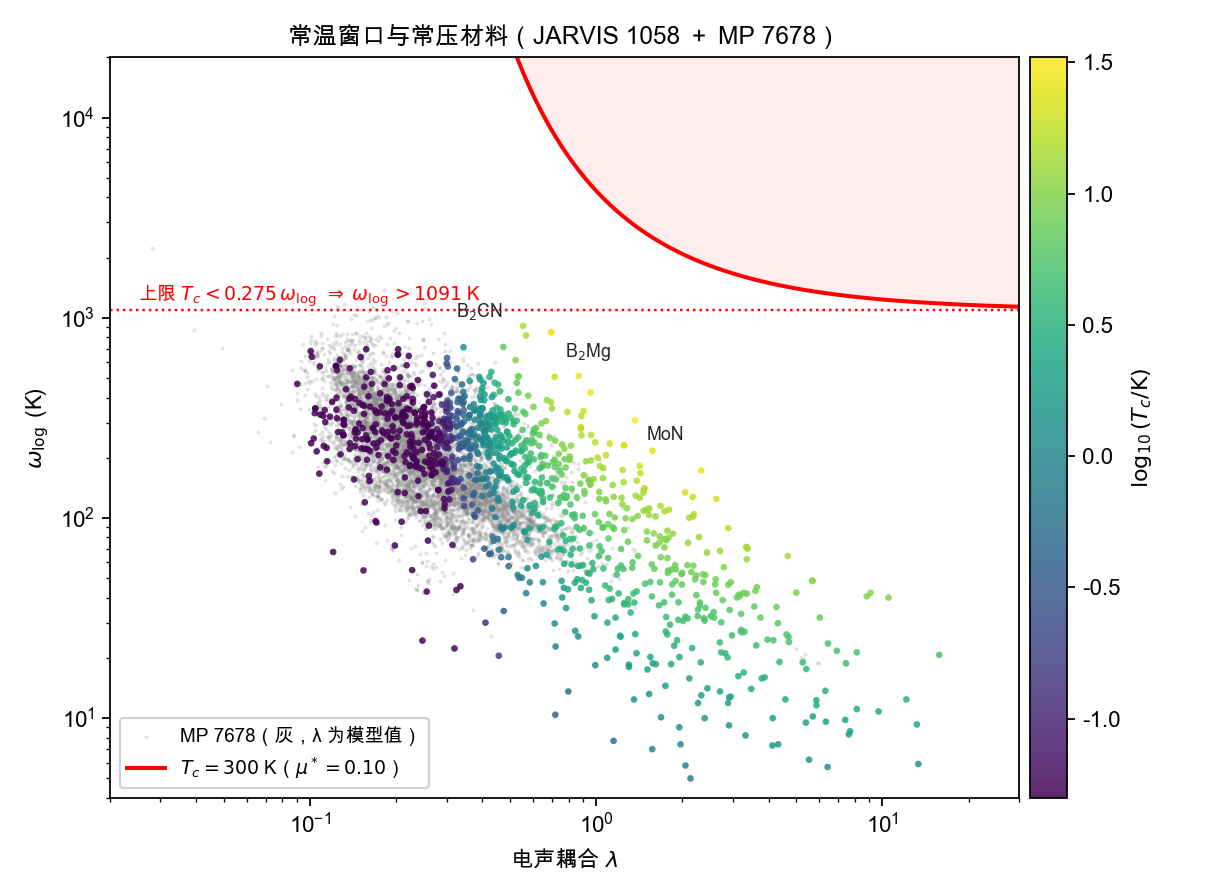 常温窗口与常压材料（JARVIS 1058 + MP 7678）
10⁴
10³
10²
10¹
ω_log (K)
上限 T_c < 0.275 ω_log ⇒ ω_log > 1091 K
B₂CN
B₂Mg
MoN
MP 7678（灰，λ 为模型值）
T_c = 300 K ( μ* = 0.10 )
10⁻¹
10⁰
10¹
电声耦合 λ
1.5
1.0
0.5
0.0
-0.5
-1.0
log₁₀(T_c/K)